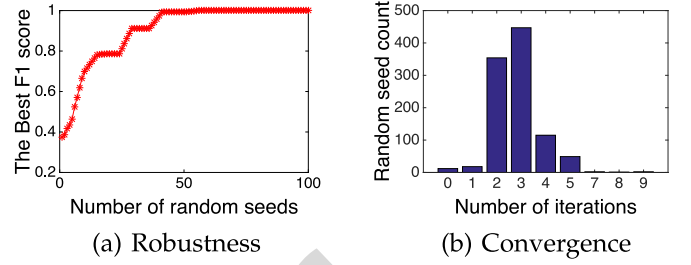 The Best F1 score
1
0.8
0.6
0.4
0.2
0 50 100
Number of random seeds
(a) Robustness
Random seed count
500
400
300
200
100
0
0 1 2 3 4 5 7 8 9
Number of iterations
(b) Convergence